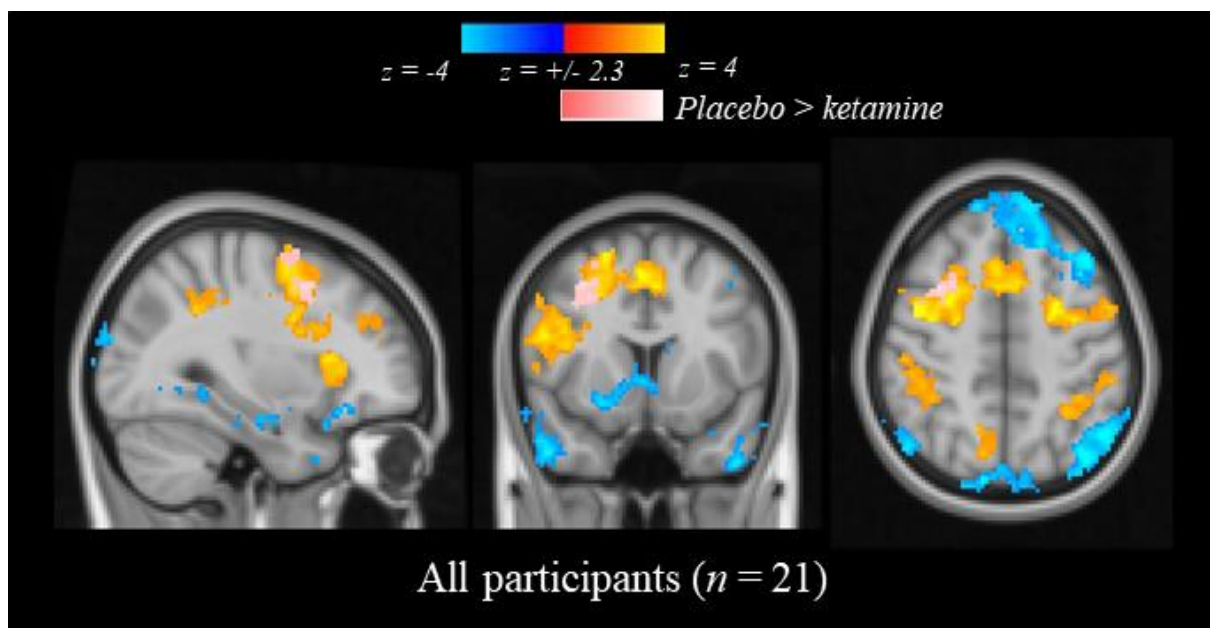 z = -4 z = +/- 2.3 z = 4
Placebo > ketamine
All participants (n = 21)